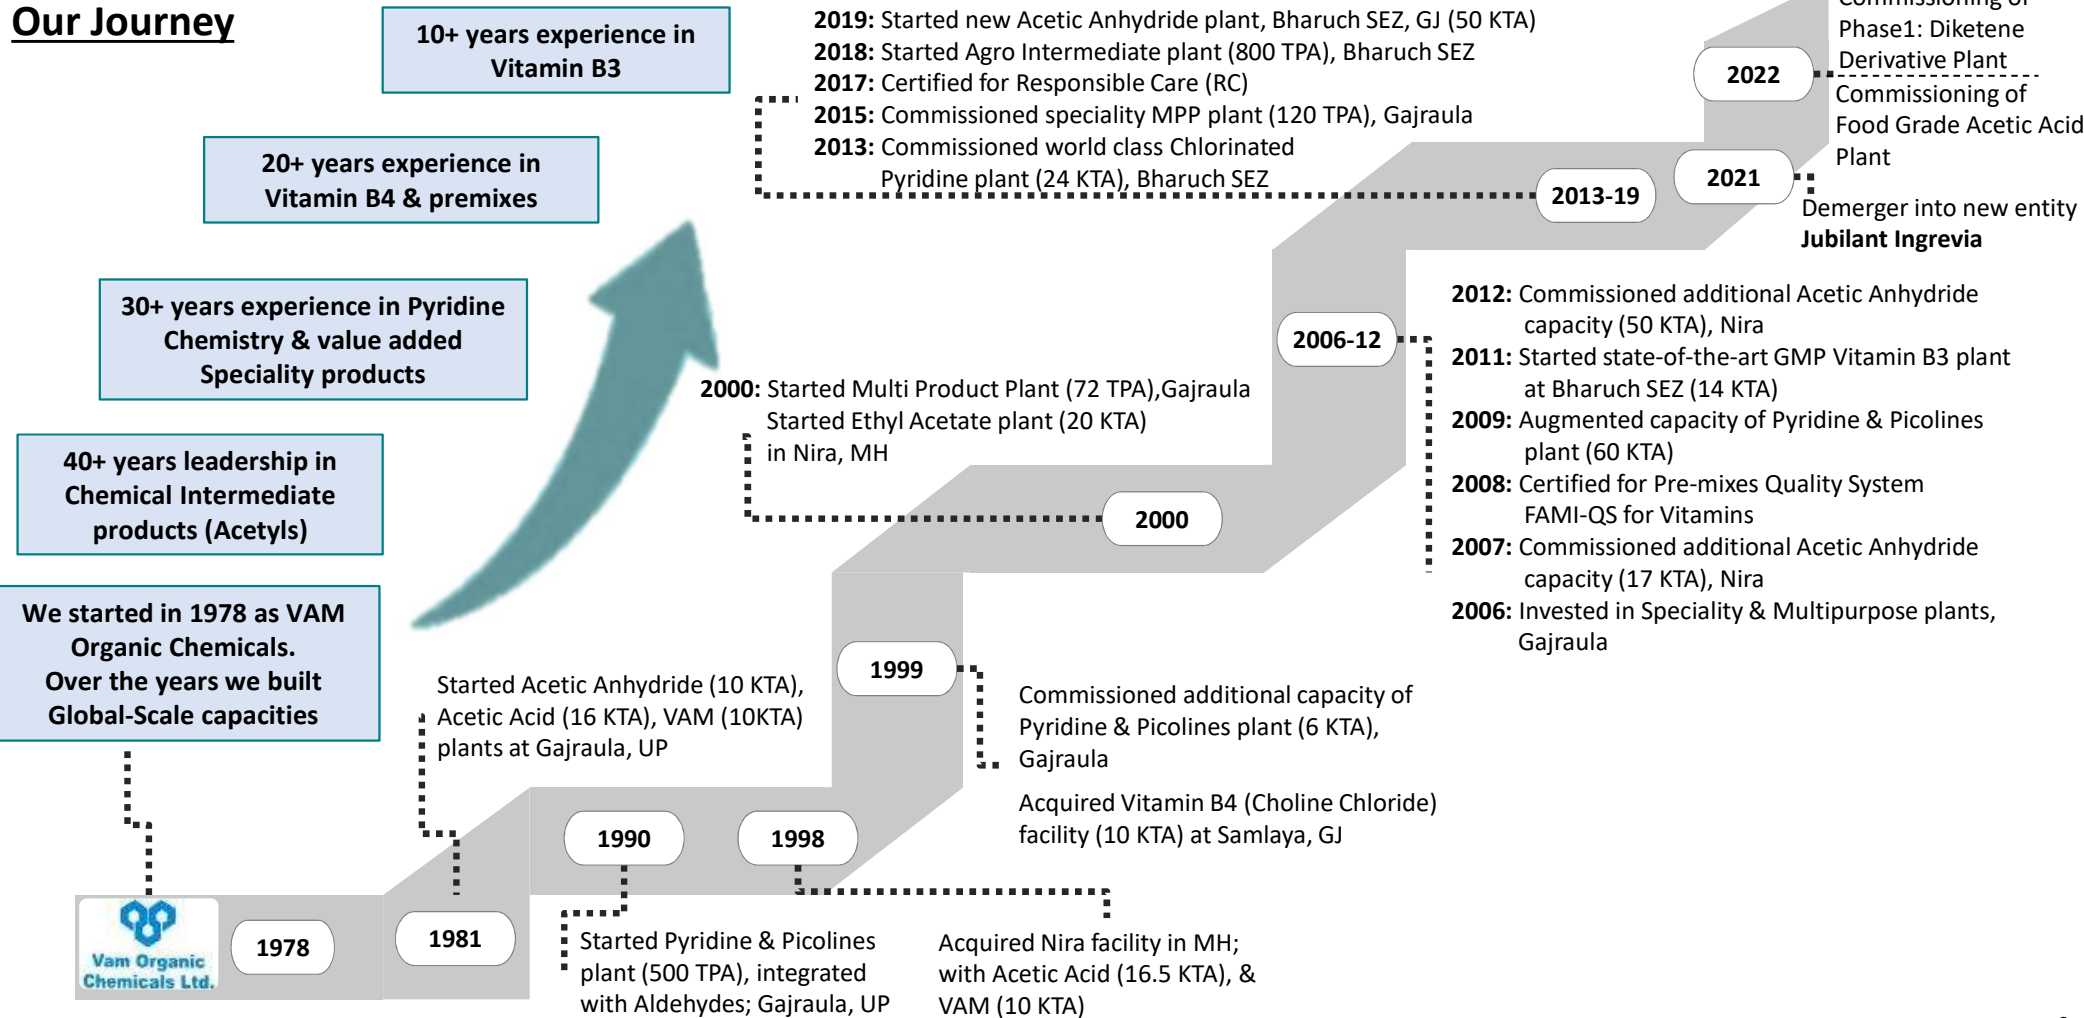 Our Journey
10+ years experience in
Vitamin B3
20+ years experience in
Vitamin B4 & premixes
30+ years experience in Pyridine
Chemistry & value added
Speciality products
40+ years leadership in
Chemical Intermediate
products (Acetyls)
We started in 1978 as VAM
Organic Chemicals.
Over the years we built
Global-Scale capacities
Vam Organic
Chemicals Ltd.
1978
1981
Started Acetic Anhydride (10 KTA),
Acetic Acid (16 KTA), VAM (10KTA)
plants at Gajraula, UP
1990
Started Pyridine & Picolines
plant (500 TPA), integrated
with Aldehydes; Gajraula, UP
1998
Acquired Nira facility in MH;
with Acetic Acid (16.5 KTA), &
VAM (10 KTA)
1999
Commissioned additional capacity of
Pyridine & Picolines plant (6 KTA),
Gajraula
Acquired Vitamin B4 (Choline Chloride)
facility (10 KTA) at Samlaya, GJ
2000
2000: Started Multi Product Plant (72 TPA),Gajraula
Started Ethyl Acetate plant (20 KTA)
in Nira, MH
2006-12
2012: Commissioned additional Acetic Anhydride
capacity (50 KTA), Nira
2011: Started state-of-the-art GMP Vitamin B3 plant
at Bharuch SEZ (14 KTA)
2009: Augmented capacity of Pyridine & Picolines
plant (60 KTA)
2008: Certified for Pre-mixes Quality System
FAMI-QS for Vitamins
2007: Commissioned additional Acetic Anhydride
capacity (17 KTA), Nira
2006: Invested in Speciality & Multipurpose plants,
Gajraula
2013-19
2019: Started new Acetic Anhydride plant, Bharuch SEZ, GJ (50 KTA)
2018: Started Agro Intermediate plant (800 TPA), Bharuch SEZ
2017: Certified for Responsible Care (RC)
2015: Commissioned speciality MPP plant (120 TPA), Gajraula
2013: Commissioned world class Chlorinated
Pyridine plant (24 KTA), Bharuch SEZ
2021
Demerger into new entity
Jubilant Ingrevia
2022
Commissioning of
Phase1: Diketene
Derivative Plant
Commissioning of
Food Grade Acetic Acid
Plant